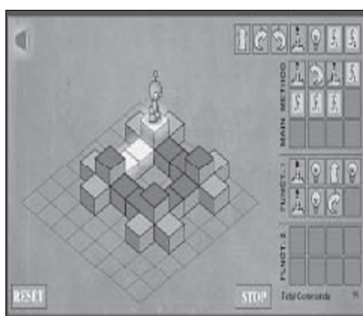 MAIN METHOD
FUNCT.1
FUNCT.2
RESET
STOP
Total Commands